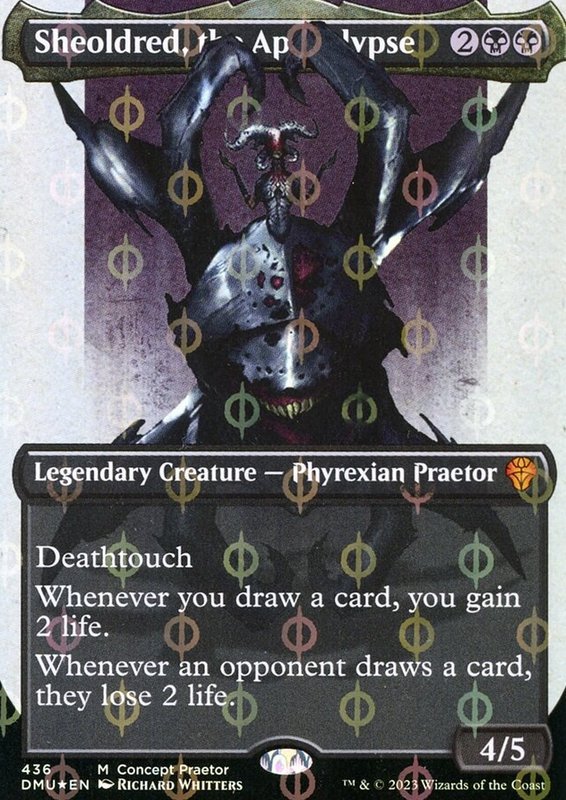 Sheoldred, the Apocalypse 2
Legendary Creature — Phyrexian Praetor
Deathtouch
Whenever you draw a card, you gain
2 life.
Whenever an opponent draws a card,
they lose 2 life.
4/5
436 M Concept Praetor
DMU★EN RICHARD WHITTERS ™ & © 2023 Wizards of the Coast